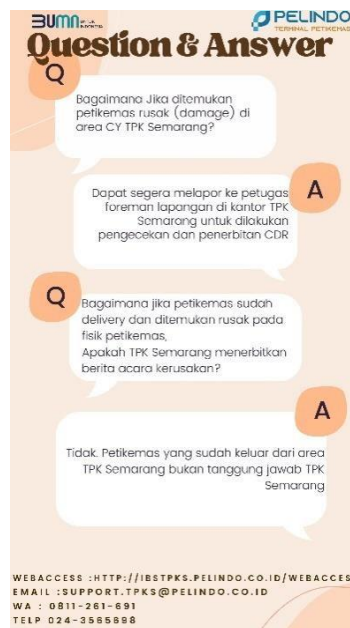 BUMN UNTUK INDONESIA
PELINDO
TERMINAL PETIKEMAS
Question & Answer
Q
Bagaimana Jika ditemukan
petikemas rusak (damage) di
area CY TPK Semarang?
A
Dapat segera melapor ke petugas
foreman lapangan di kantor TPK
Semarang untuk dilakukan
pengecekan dan penerbitan CDR
Q
Bagaimana jika petikemas sudah
delivery dan ditemukan rusak pada
fisik petikemas,
Apakah TPK Semarang menerbitkan
berita acara kerusakan?
A
Tidak. Petikemas yang sudah keluar dari area
TPK Semarang bukan tanggung jawab TPK
Semarang
WEBACCESS :HTTP://IBSTPKS.PELINDO.CO.ID/WEBACCES
EMAIL :SUPPORT.TPKS@PELINDO.CO.ID
WA : 0811-261-691
TELP 024-3565698